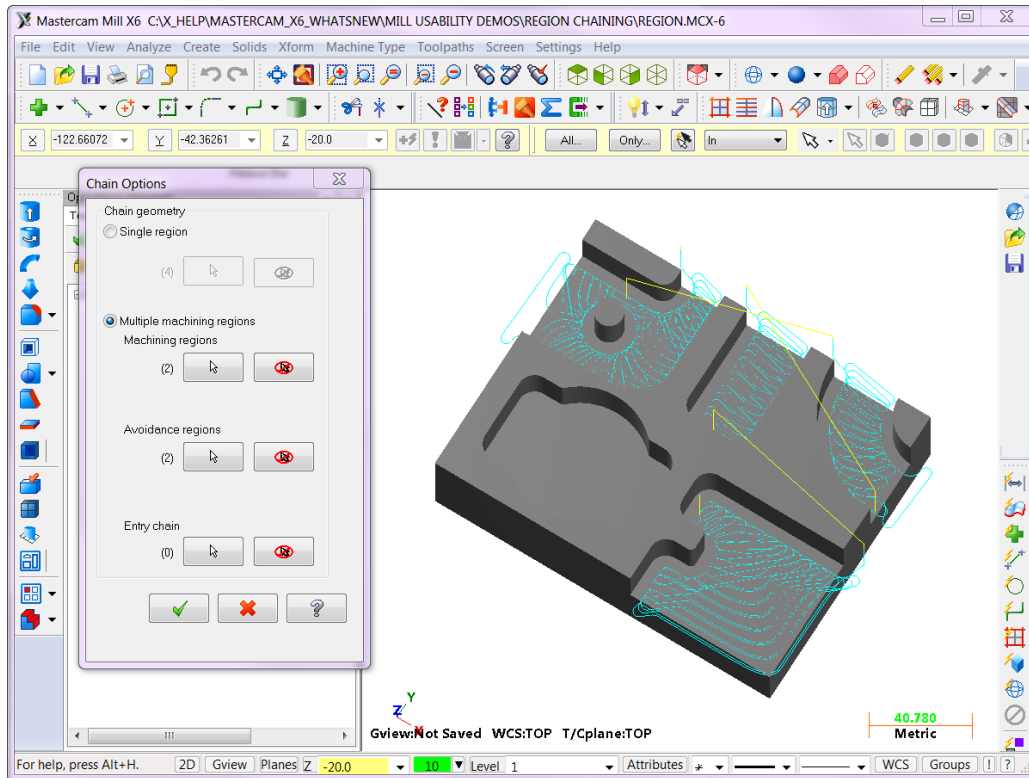 Mastercam Mill X6 C:\X_HELP\MASTERCAM_X6_WHATSNEW\MILL USABILITY DEMOS\REGION CHAINING\REGION.MCX-6
File Edit View Analyze Create Solids Xform Machine Type Toolpaths Screen Settings Help
X -122.66072 Y -42.36261 Z -20.0 All... Only... In
Chain Options
Chain geometry
Single region
(4)
Multiple machining regions
Machining regions
(2)
Avoidance regions
(2)
Entry chain
(0)
Y
Z
X
Gview:Not Saved WCS:TOP T/Cplane:TOP
40.780
Metric
For help, press Alt+H. 2D Gview Planes Z -20.0 10 Level 1 Attributes WCS Groups ! ?